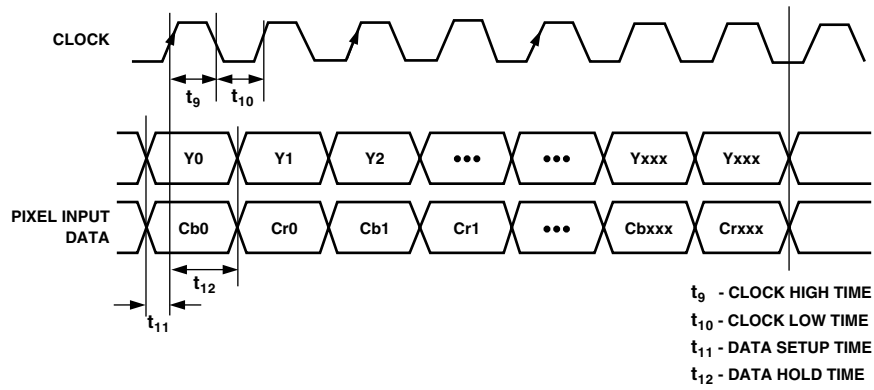 CLOCK
t9 t10
Y0 Y1 Y2 ••• ••• Yxxx Yxxx
PIXEL INPUT
DATA
Cb0 Cr0 Cb1 Cr1 ••• Cbxxx Crxxx
t12
t11
t9 - CLOCK HIGH TIME
t10 - CLOCK LOW TIME
t11 - DATA SETUP TIME
t12 - DATA HOLD TIME